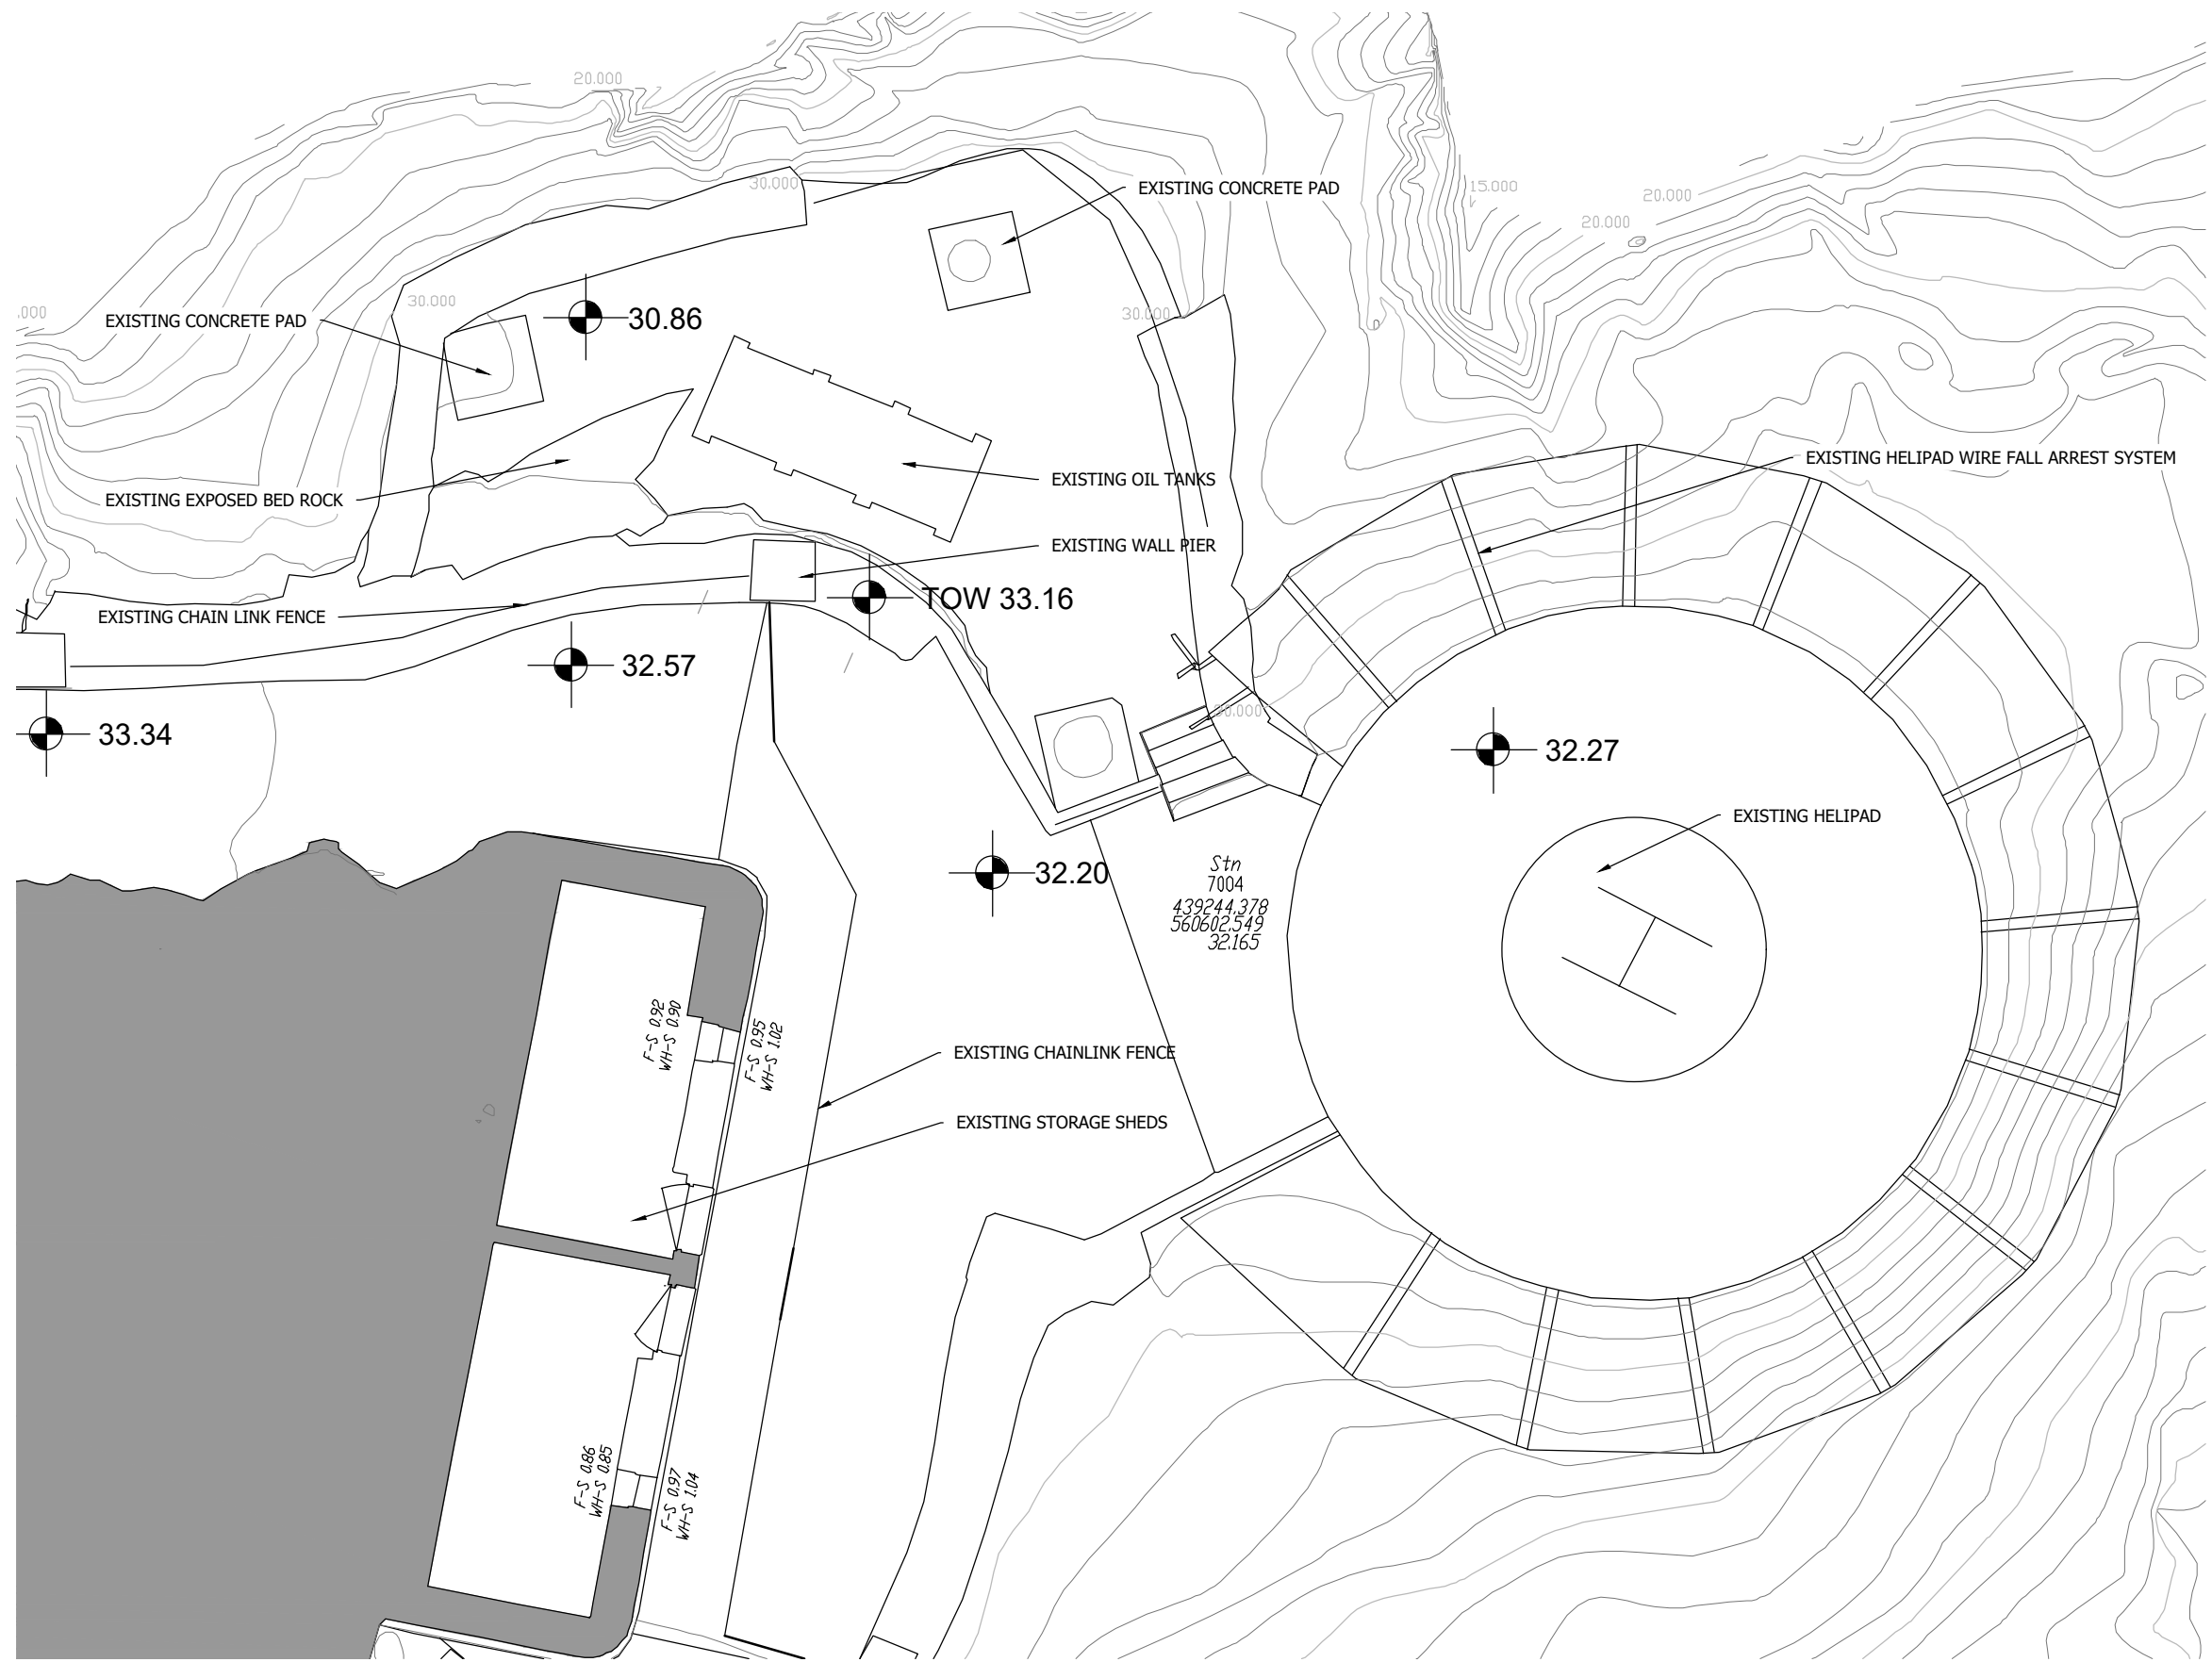 20.000
30.000
EXISTING CONCRETE PAD
15.000
20.000
20.000
30.000
.000
EXISTING CONCRETE PAD
30.86
30.000
EXISTING HELIPAD WIRE FALL ARREST SYSTEM
EXISTING OIL TANKS
EXISTING EXPOSED BED ROCK
EXISTING WALL PIER
TOW 33.16
EXISTING CHAIN LINK FENCE
32.57
33.34
30.000
32.27
EXISTING HELIPAD
32.20
Stn
7004
439244.378
560602.549
32.165
H
F-S 0.92
WH-S 0.90
F-S 0.95
WH-S 1.02
EXISTING CHAINLINK FENCE
EXISTING STORAGE SHEDS
F-S 0.86
WH-S 0.85
F-S 0.97
WH-S 1.04